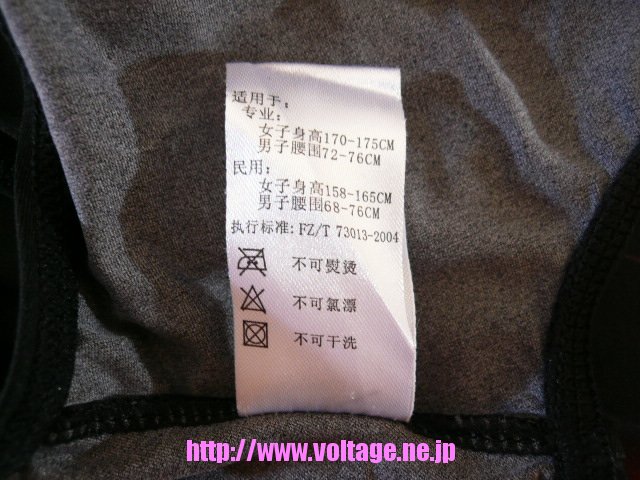 适用于：
专业：
女子身高170-175CM
男子腰围72-76CM
民用：
女子身高158-165CM
男子腰围68-76CM
执行标准：FZ/T 73013-2004
不可熨烫
不可氯漂
不可干洗
http://www.voltage.ne.jp